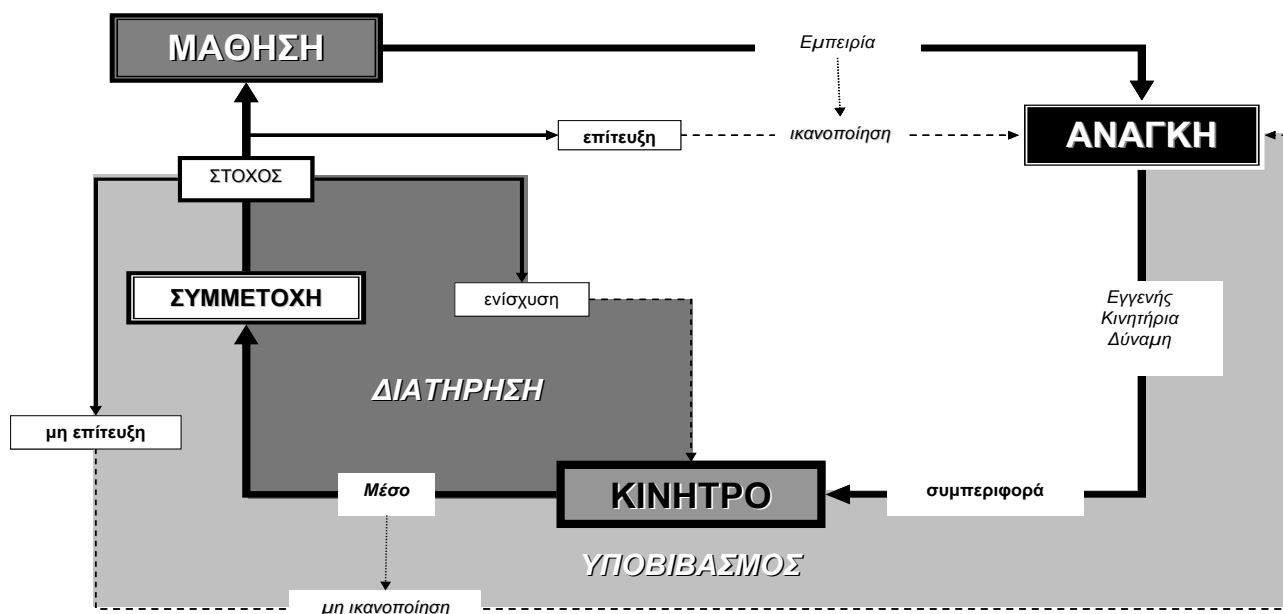 ΜΑΘΗΣΗ
Εμπειρία
επίτευξη
ικανοποίηση
ΑΝΑΓΚΗ
ΣΤΟΧΟΣ
ΣΥΜΜΕΤΟΧΗ
ενίσχυση
Εγγενής
Κινητήρια
Δύναμη
ΔΙΑΤΗΡΗΣΗ
μη επίτευξη
Μέσο
ΚΙΝΗΤΡΟ
συμπεριφορά
ΥΠΟΒΙΒΑΣΜΟΣ
μη ικανοποίηση